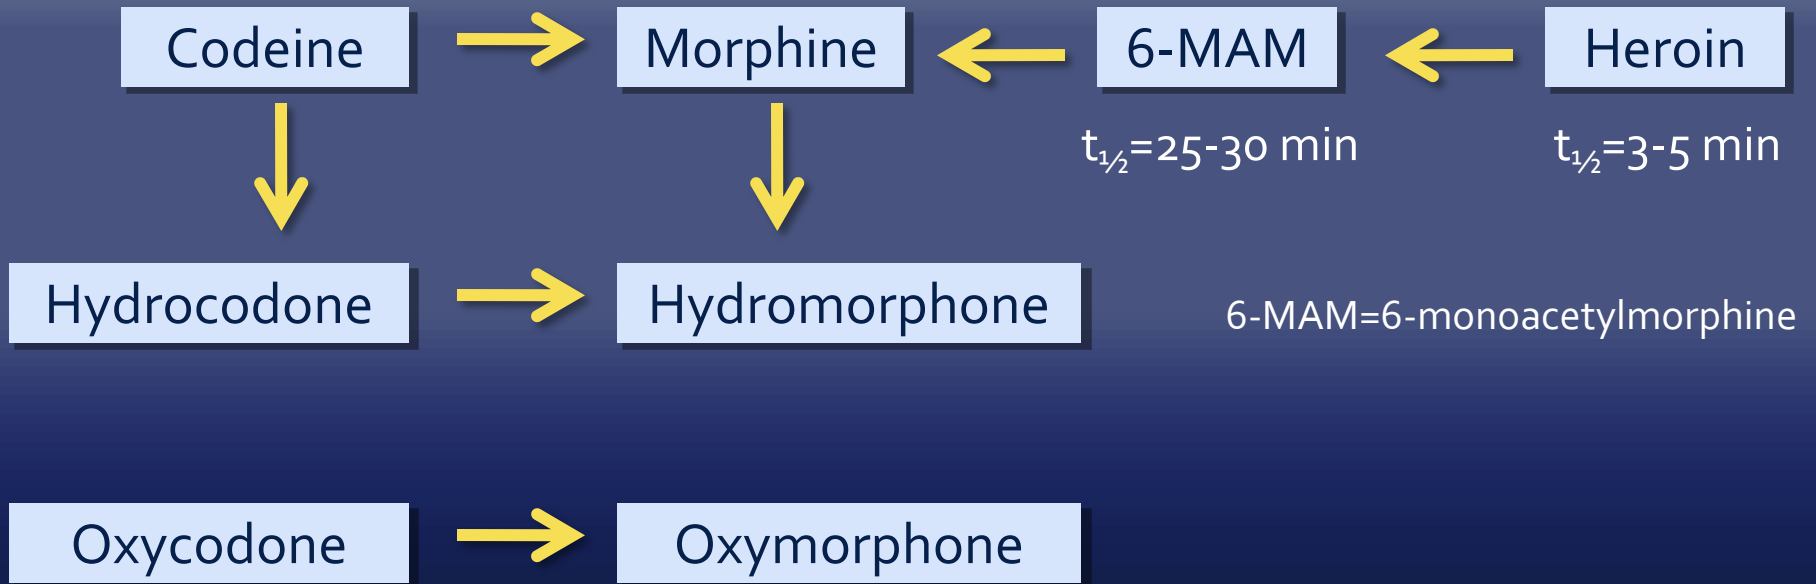 Codeine
Morphine
6-MAM
Heroin
t½=25-30 min
t½=3-5 min
Hydrocodone
Hydromorphone
6-MAM=6-monoacetylmorphine
Oxycodone
Oxymorphone